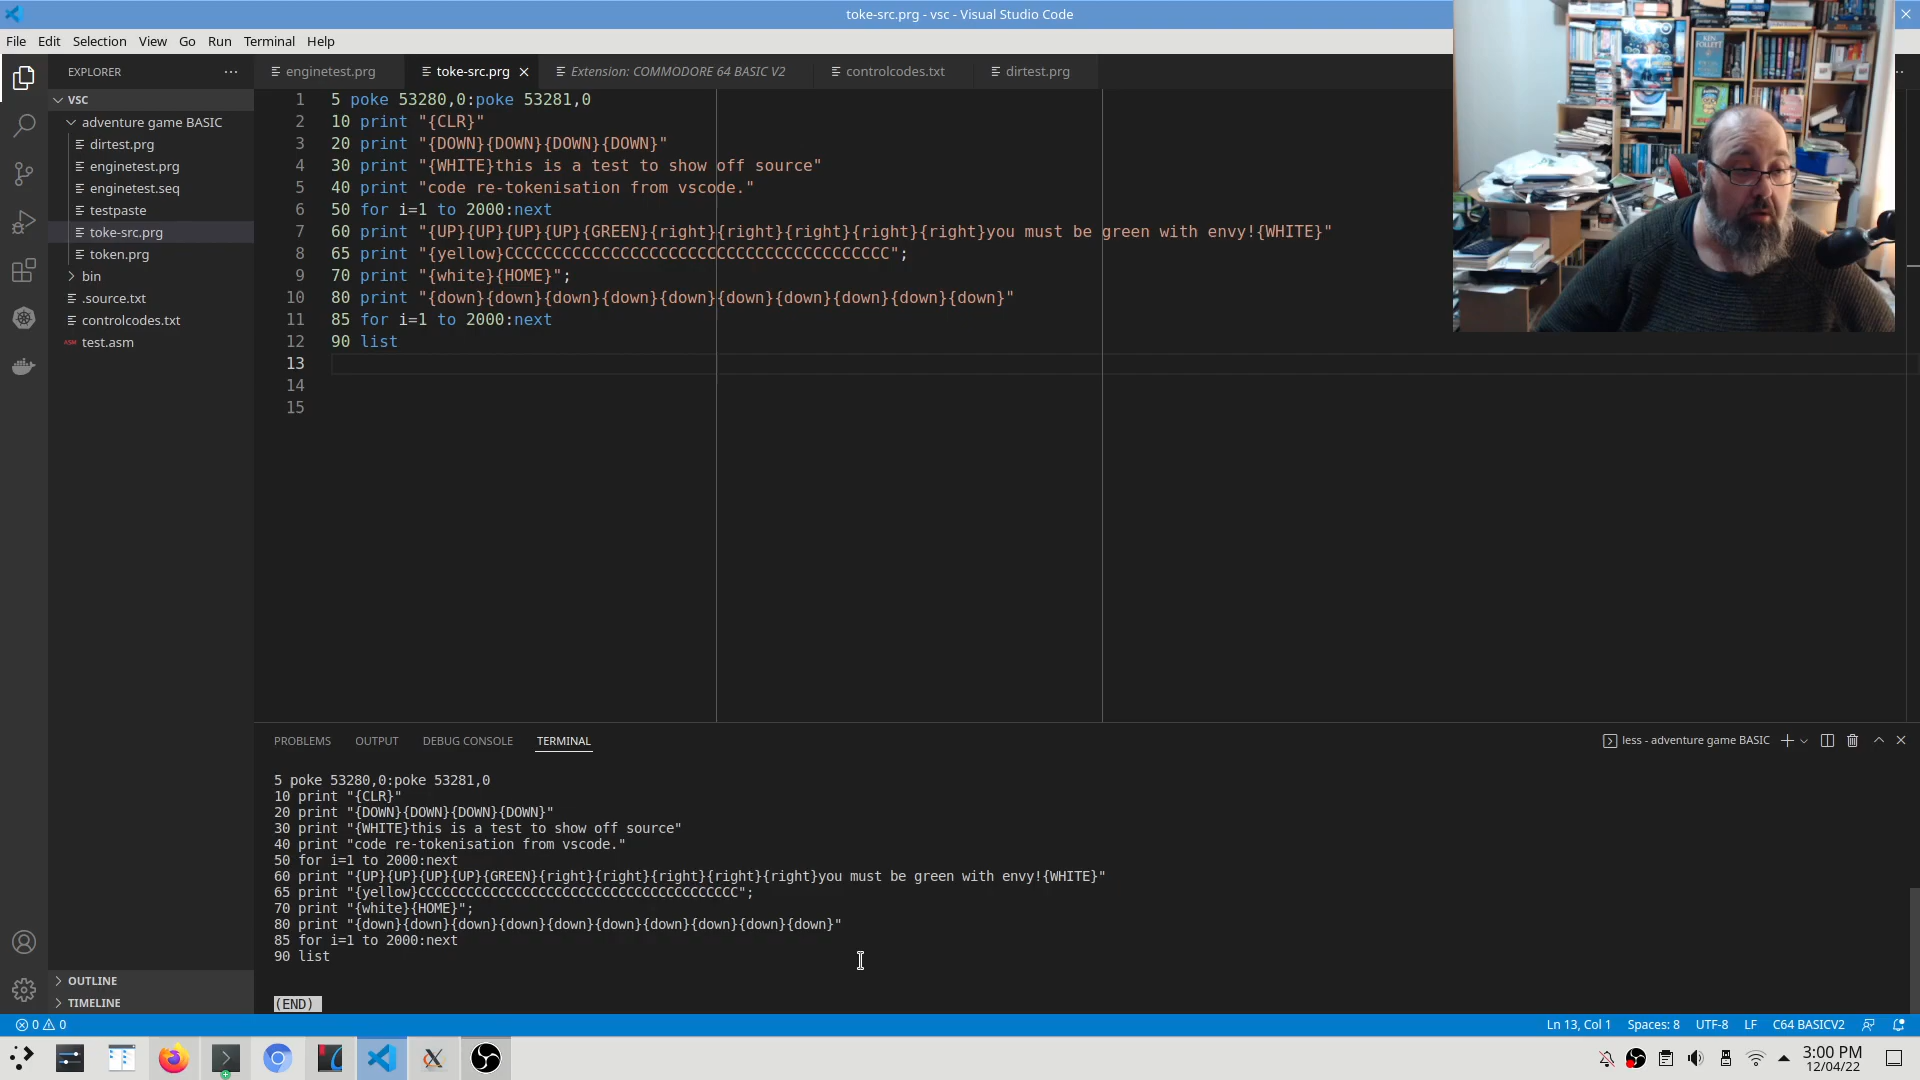 toke-src.prg - vsc - Visual Studio Code
File Edit Selection View Go Run Terminal Help
EXPLORER
enginetest.prg
toke-src.prg
Extension: COMMODORE 64 BASIC V2
controlcodes.txt
dirtest.prg
VSC
adventure game BASIC
dirtest.prg
enginetest.prg
enginetest.seq
testpaste
toke-src.prg
token.prg
bin
.source.txt
controlcodes.txt
ASM test.asm
OUTLINE
TIMELINE
1 5 poke 53280,0:poke 53281,0
2 10 print "{CLR}"
3 20 print "{DOWN}{DOWN}{DOWN}{DOWN}"
4 30 print "{WHITE}this is a test to show off source"
5 40 print "code re-tokenisation from vscode."
6 50 for i=1 to 2000:next
7 60 print "{UP}{UP}{UP}{UP}{GREEN}{right}{right}{right}{right}{right}you must be green with envy!{WHITE}"
8 65 print "{yellow}CCCCCCCCCCCCCCCCCCCCCCCCCCCCCCCCCCCCCCCC";
9 70 print "{white}{HOME}";
10 80 print "{down}{down}{down}{down}{down}{down}{down}{down}{down}{down}"
11 85 for i=1 to 2000:next
12 90 list
13
14
15
PROBLEMS OUTPUT DEBUG CONSOLE TERMINAL
less - adventure game BASIC
5 poke 53280,0:poke 53281,0
10 print "{CLR}"
20 print "{DOWN}{DOWN}{DOWN}{DOWN}"
30 print "{WHITE}this is a test to show off source"
40 print "code re-tokenisation from vscode."
50 for i=1 to 2000:next
60 print "{UP}{UP}{UP}{UP}{GREEN}{right}{right}{right}{right}{right}you must be green with envy!{WHITE}"
65 print "{yellow}CCCCCCCCCCCCCCCCCCCCCCCCCCCCCCCCCCCCCCCC";
70 print "{white}{HOME}";
80 print "{down}{down}{down}{down}{down}{down}{down}{down}{down}{down}"
85 for i=1 to 2000:next
90 list
(END)
0 0
Ln 13, Col 1 Spaces: 8 UTF-8 LF C64 BASICV2
3:00 PM
12/04/22
KEN
FOLLETT